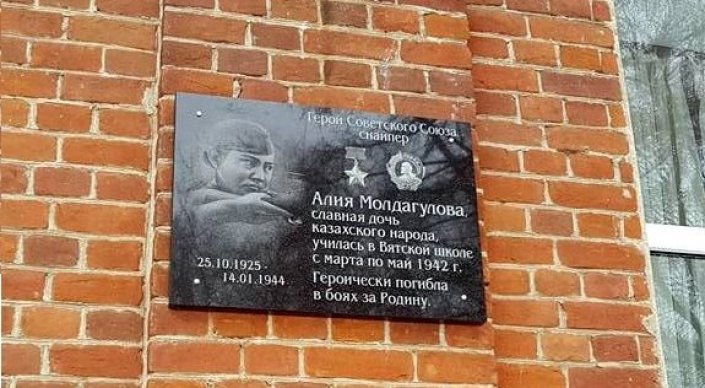 Герой Советского Союза,
снайпер
Алия Молдагулова,
славная дочь
казахского народа,
училась в Вятской школе
с марта по май 1942 г.
Героически погибла
в боях за Родину.
25.10.1925 -
14.01.1944